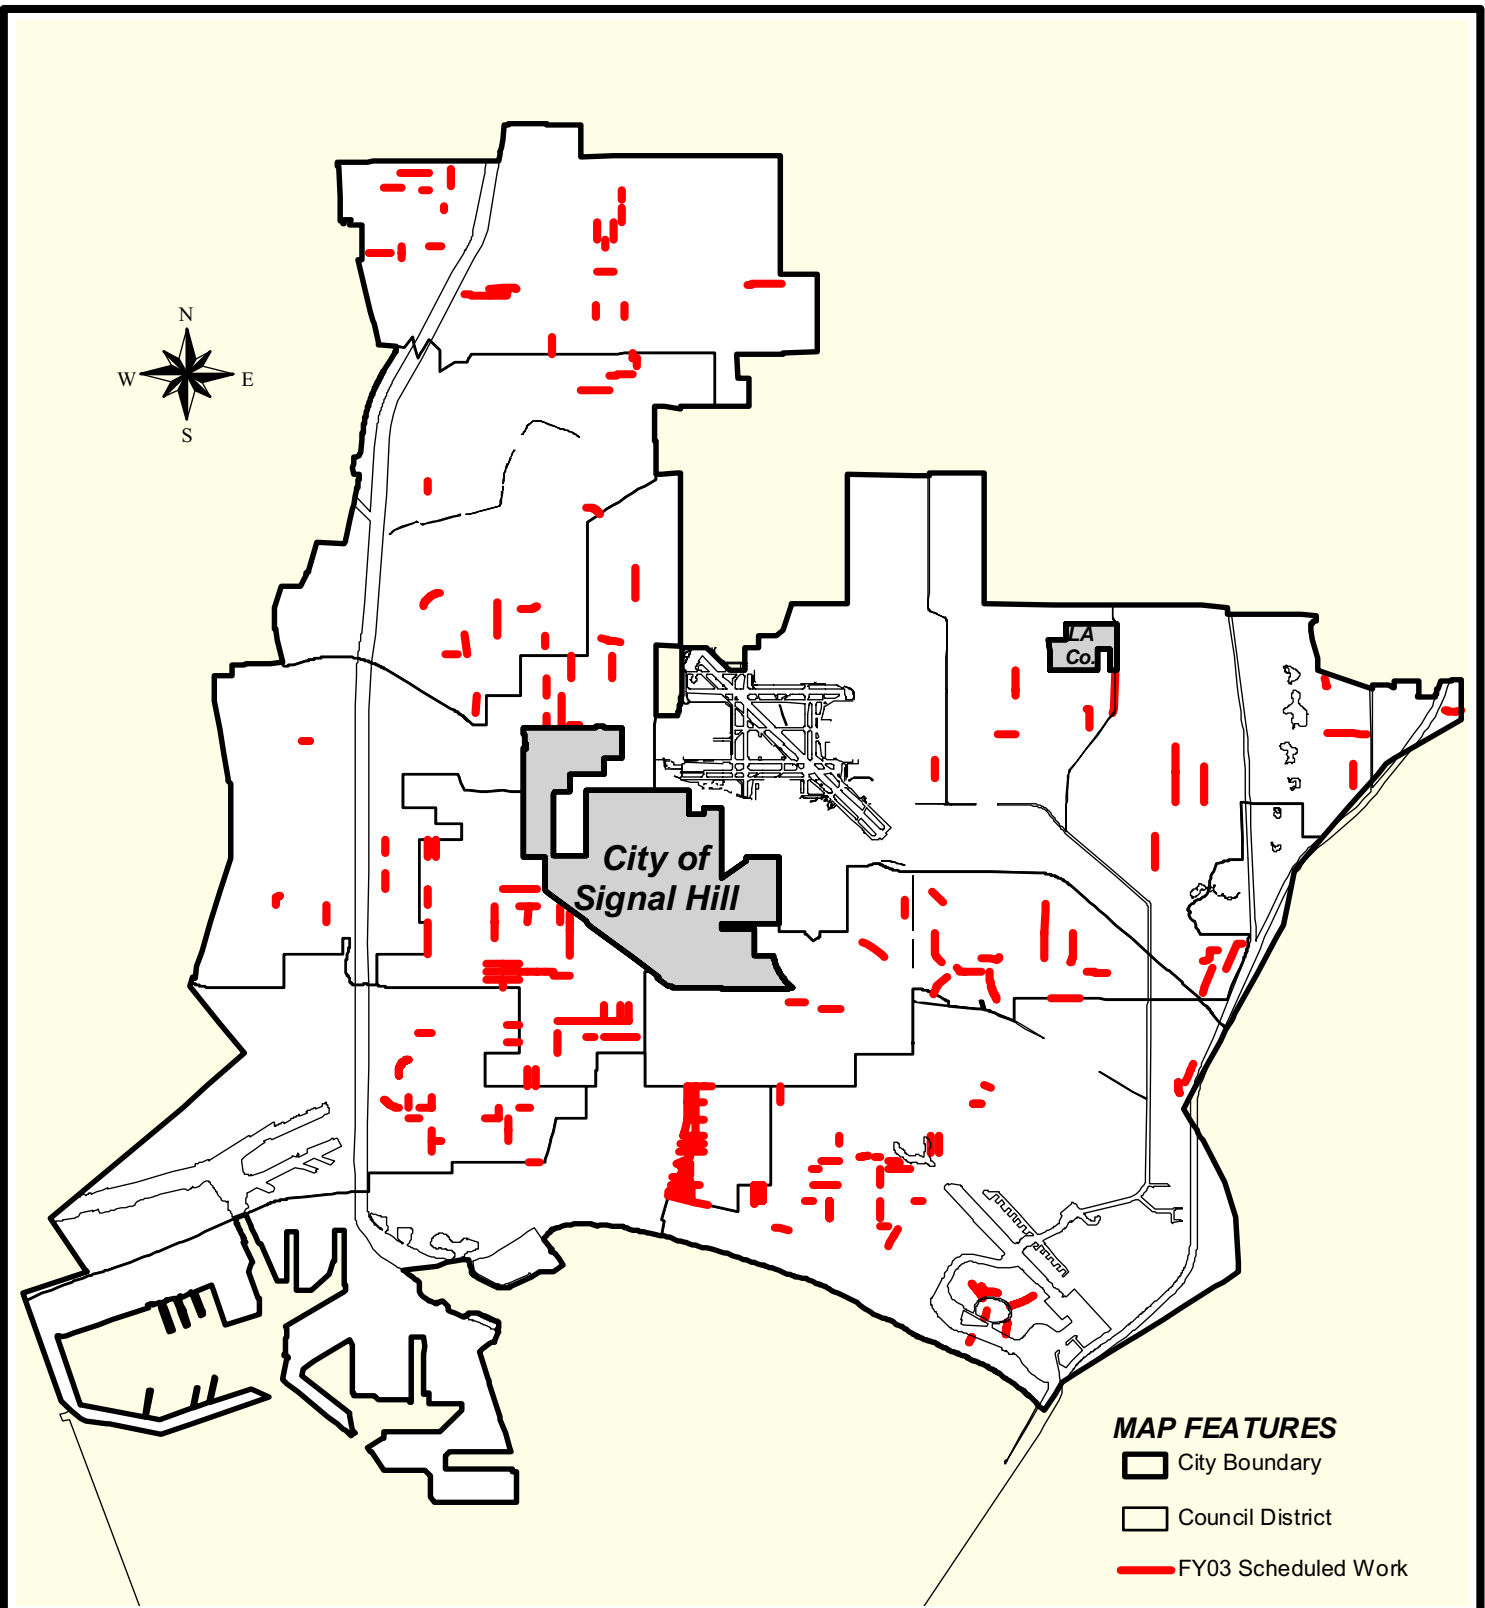 N
W E
S
LA
Co.
City of
Signal Hill
MAP FEATURES
City Boundary
Council District
FY03 Scheduled Work